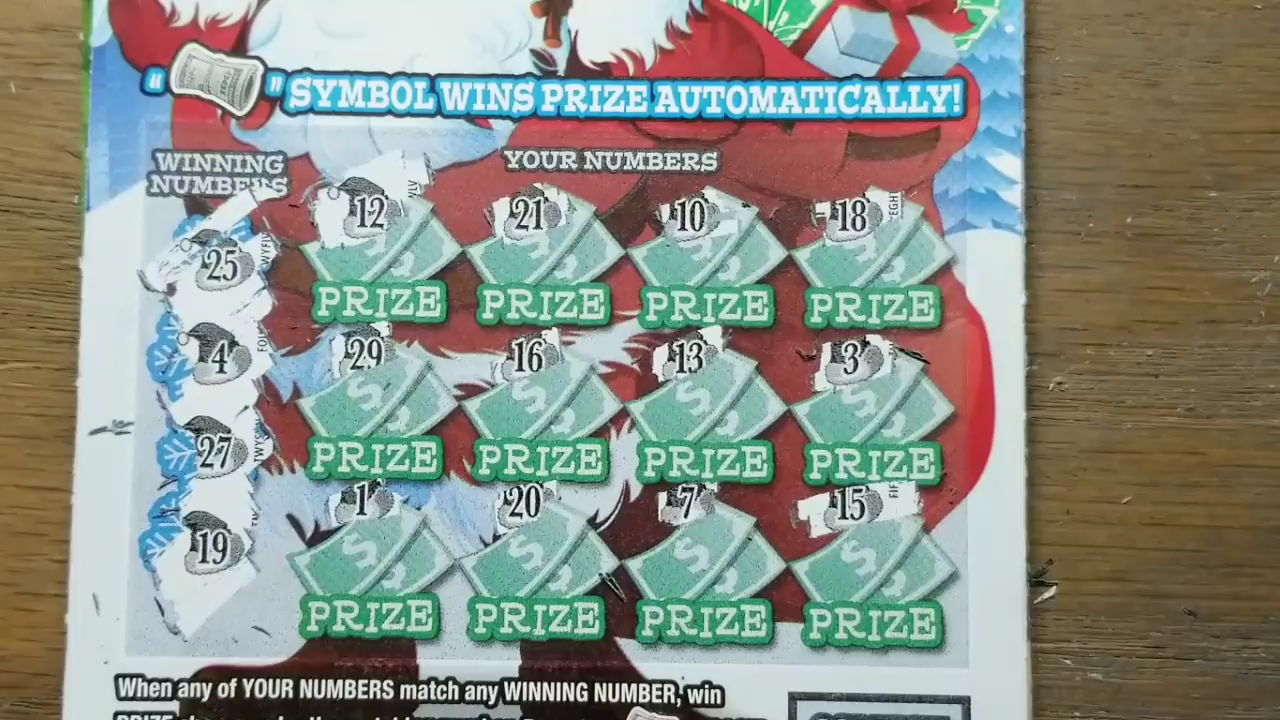 " " SYMBOL WINS PRIZE AUTOMATICALLY!
WINNING
NUMBERS
YOUR NUMBERS
12 21 10 18
25
PRIZE PRIZE PRIZE PRIZE
4
29 16 13 3
27
PRIZE PRIZE PRIZE PRIZE
1 20 7 15
19
PRIZE PRIZE PRIZE PRIZE
When any of YOUR NUMBERS match any WINNING NUMBER, win